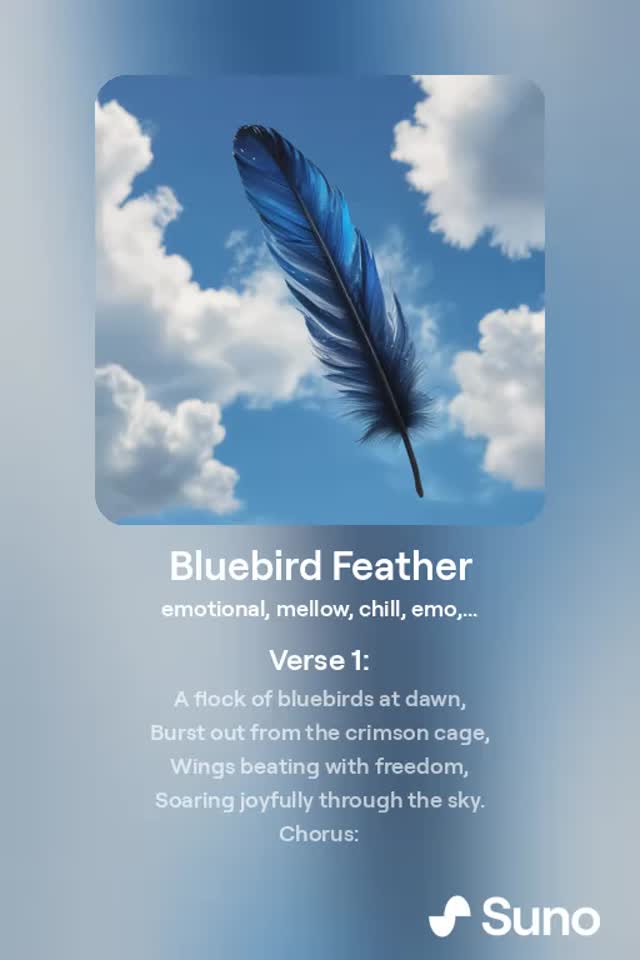 Bluebird Feather
emotional, mellow, chill, emo,...
Verse 1:
A flock of bluebirds at dawn,
Burst out from the crimson cage,
Wings beating with freedom,
Soaring joyfully through the sky.
Chorus:
Suno